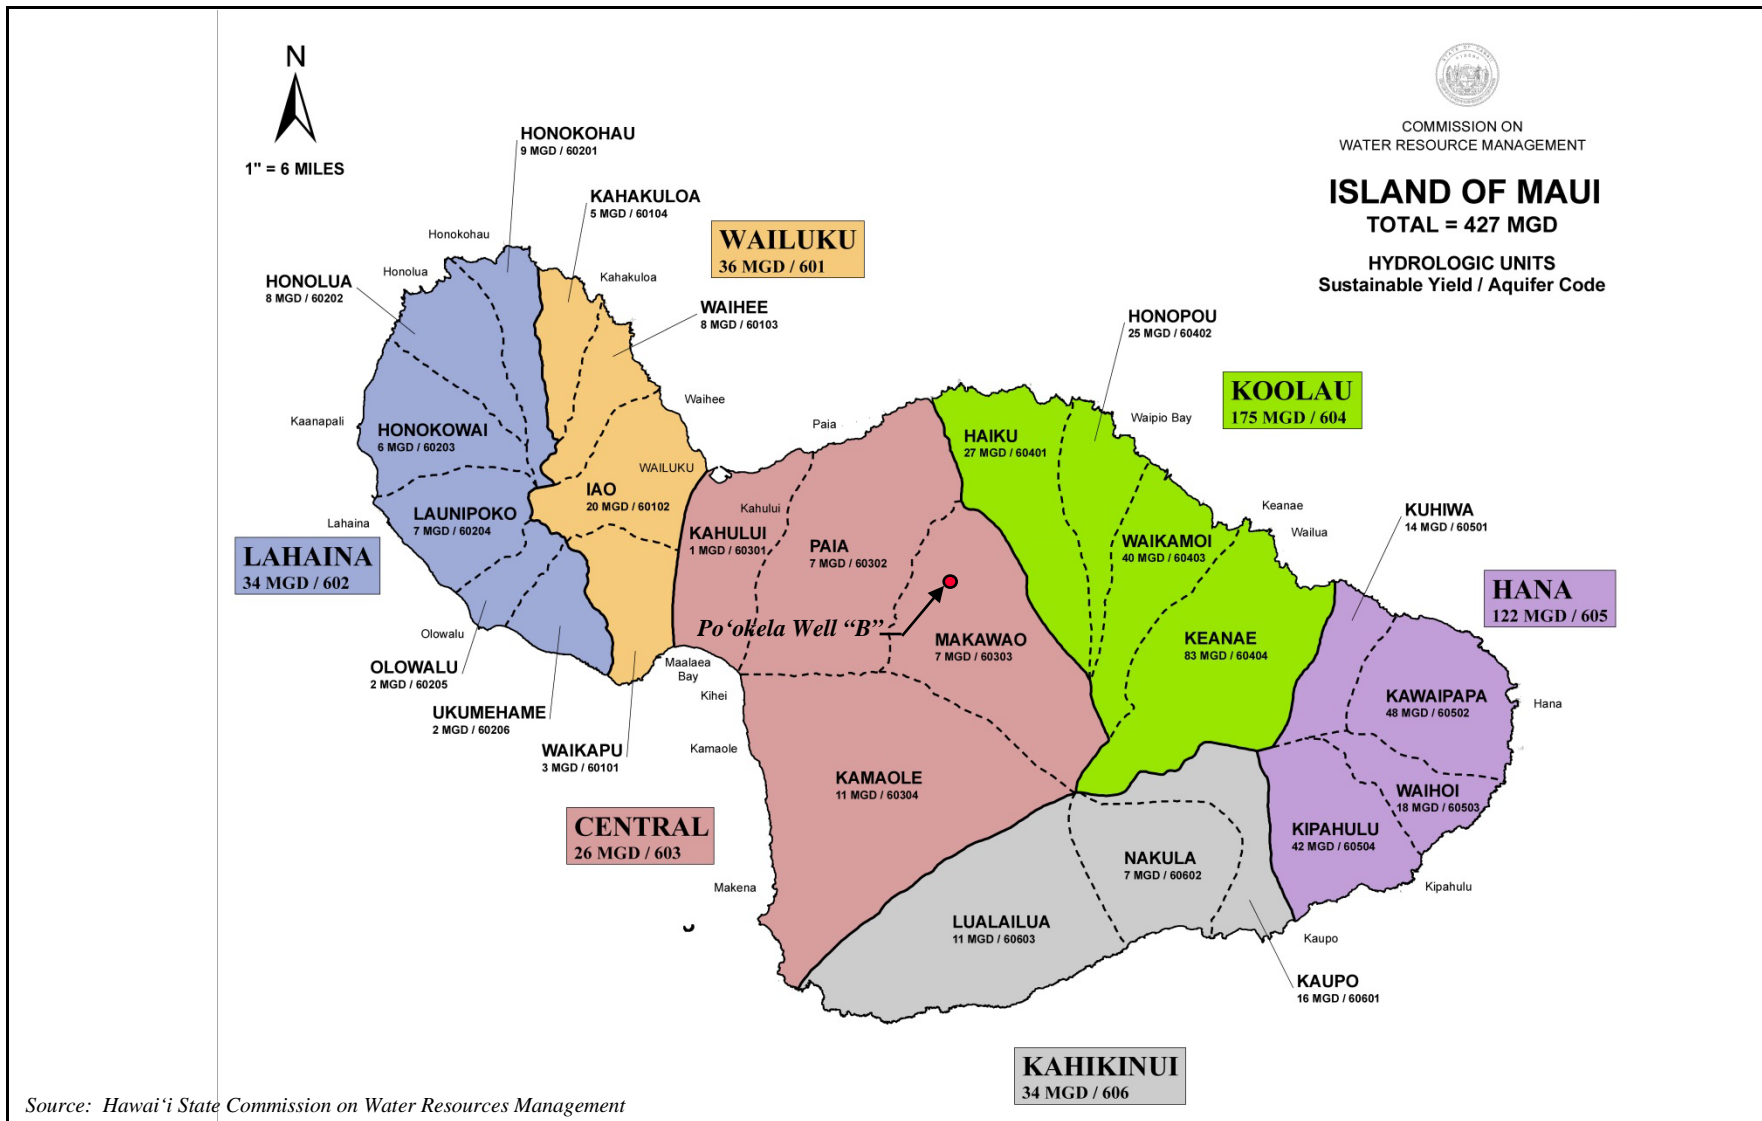 N
1" = 6 MILES
COMMISSION ON
WATER RESOURCE MANAGEMENT
ISLAND OF MAUI
TOTAL = 427 MGD
HYDROLOGIC UNITS
Sustainable Yield / Aquifer Code
HONOKOHAU
9 MGD / 60201
KAHAKULOA
5 MGD / 60104
WAILUKU
36 MGD / 601
Honokohau
Honolua
Kahakuloa
HONOLUA
8 MGD / 60202
WAIHEE
8 MGD / 60103
HONOPOU
25 MGD / 60402
KOOLAU
175 MGD / 604
Kaanapali
Waihee
Paia
Waipio Bay
HONOKOWAI
6 MGD / 60203
HAIKU
27 MGD / 60401
WAILUKU
IAO
20 MGD / 60102
LAUNIPOKO
7 MGD / 60204
Lahaina
Kahului
KAHULUI
1 MGD / 60301
PAIA
7 MGD / 60302
WAIKAMOI
40 MGD / 60403
Keanae
Wailua
KUHIWA
14 MGD / 60501
LAHAINA
34 MGD / 602
HANA
122 MGD / 605
Po‘okela Well “B”
MAKAWAO
7 MGD / 60303
KEANAE
83 MGD / 60404
Olowalu
OLOWALU
2 MGD / 60205
UKUMEHAME
2 MGD / 60206
WAIKAPU
3 MGD / 60101
Maalaea
Bay
Kihei
Kamaole
KAWAIPAPA
48 MGD / 60502
Hana
KAMAOLE
11 MGD / 60304
WAIHOI
18 MGD / 60503
CENTRAL
26 MGD / 603
KIPAHULU
42 MGD / 60504
NAKULA
7 MGD / 60602
Makena
Kipahulu
LUALAILUA
11 MGD / 60603
Kaupo
KAUPO
16 MGD / 60601
KAHIKINUI
34 MGD / 606
Source: Hawai‘i State Commission on Water Resources Management